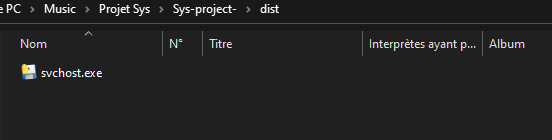 e PC > Music > Projet Sys > Sys-project- > dist
Nom N° Titre Interprètes ayant p... Album
svchost.exe